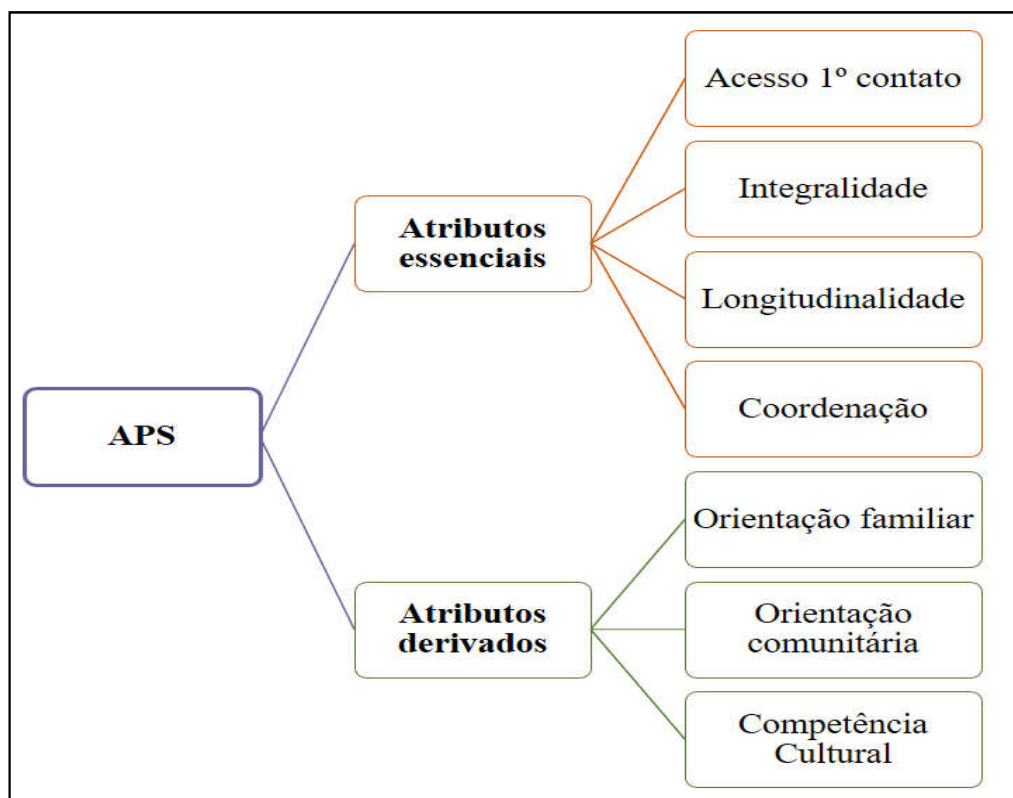 APS
Atributos
essenciais
Acesso 1º contato
Integralidade
Longitudinalidade
Coordenação
Atributos
derivados
Orientação familiar
Orientação
comunitária
Competência
Cultural